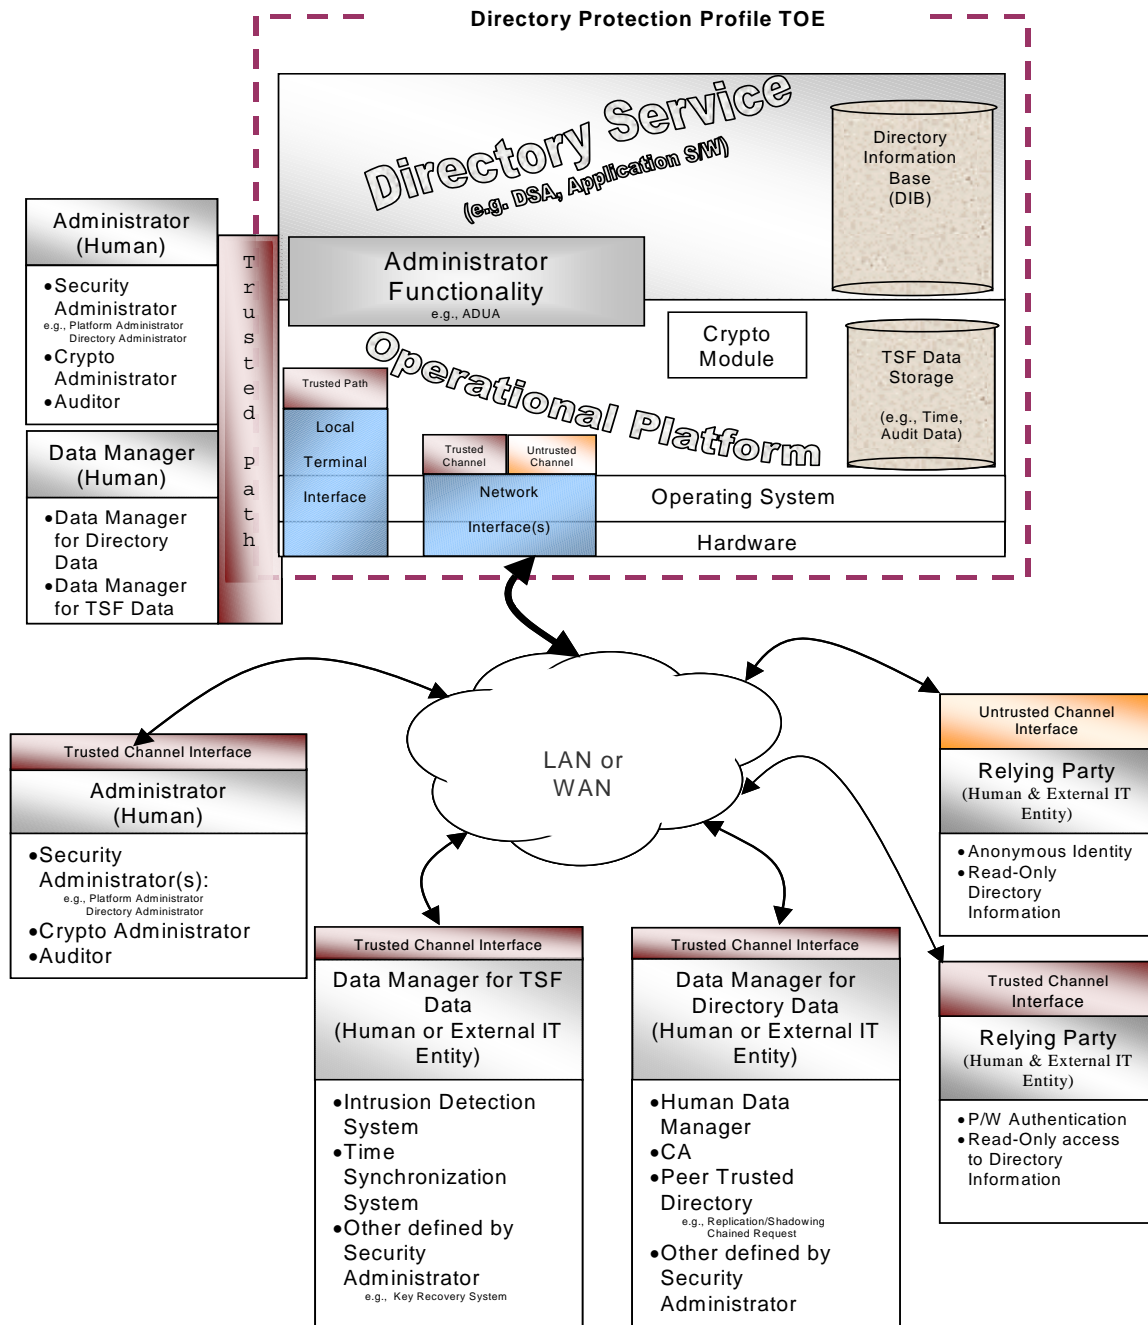 Directory Protection Profile TOE
Directory Service
(e.g. DSA, Application S/W)
Directory
Information
Base
(DIB)
Administrator
(Human)
•Security
Administrator
e.g., Platform Administrator
Directory Administrator
•Crypto
Administrator
•Auditor
Data Manager
(Human)
•Data Manager
for Directory
Data
•Data Manager
for TSF Data
Trusted Path
Administrator
Functionality
e.g., ADUA
Operational Platform
Crypto
Module
TSF Data
Storage
(e.g., Time,
Audit Data)
Trusted Path
Local
Terminal
Interface
Trusted
Channel
Untrusted
Channel
Network
Interface(s)
Operating System
Hardware
LAN or
WAN
Trusted Channel Interface
Administrator
(Human)
•Security
Administrator(s):
e.g., Platform Administrator
Directory Administrator
•Crypto Administrator
•Auditor
Trusted Channel Interface
Data Manager for TSF
Data
(Human or External IT
Entity)
•Intrusion Detection
System
•Time
Synchronization
System
•Other defined by
Security
Administrator
e.g., Key Recovery System
Trusted Channel Interface
Data Manager for
Directory Data
(Human or External IT
Entity)
•Human Data
Manager
•CA
•Peer Trusted
Directory
e.g., Replication/Shadowing
Chained Request
•Other defined by
Security
Administrator
Untrusted Channel
Interface
Relying Party
(Human & External IT
Entity)
•Anonymous Identity
•Read-Only
Directory
Information
Trusted Channel
Interface
Relying Party
(Human & External IT
Entity)
•P/W Authentication
•Read-Only access
to Directory
Information